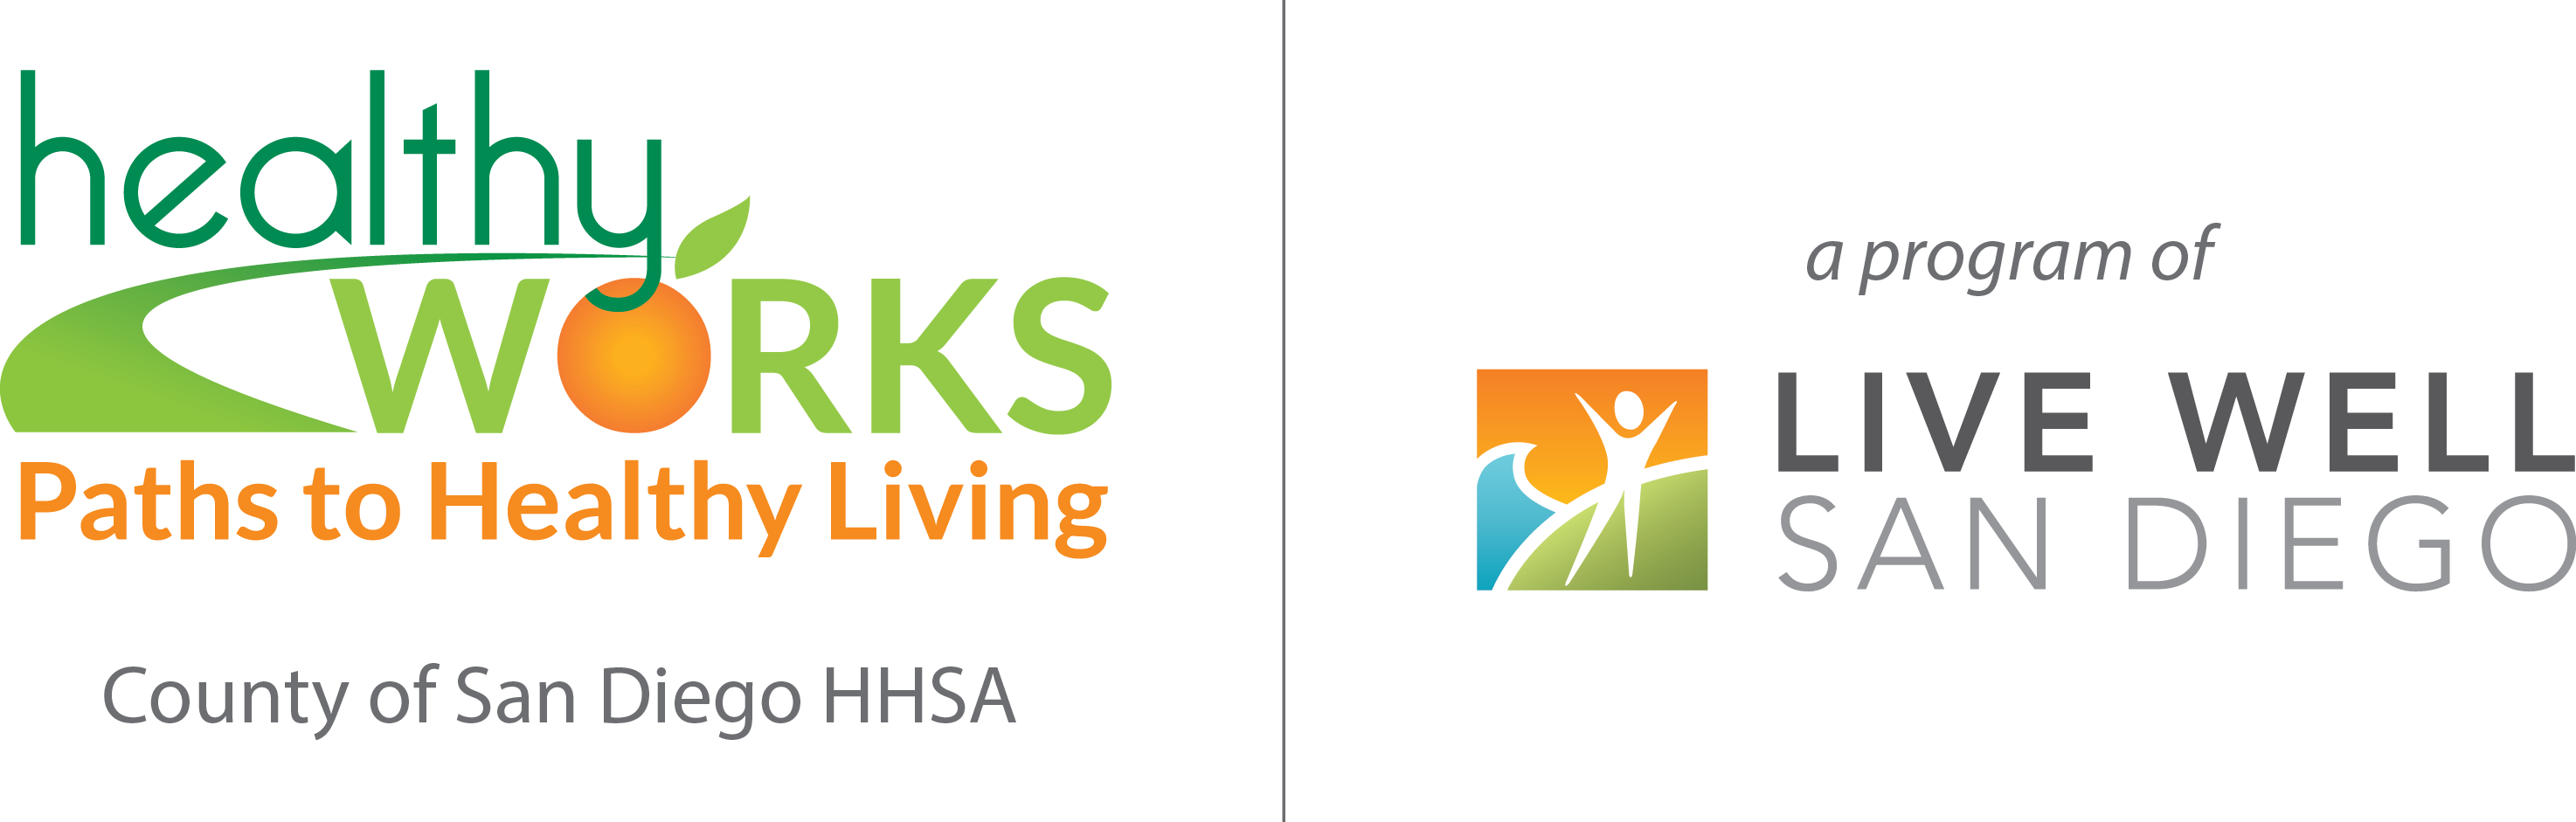 healthy
WORKS
Paths to Healthy Living
County of San Diego HHSA
a program of
LIVE WELL
SAN DIEGO